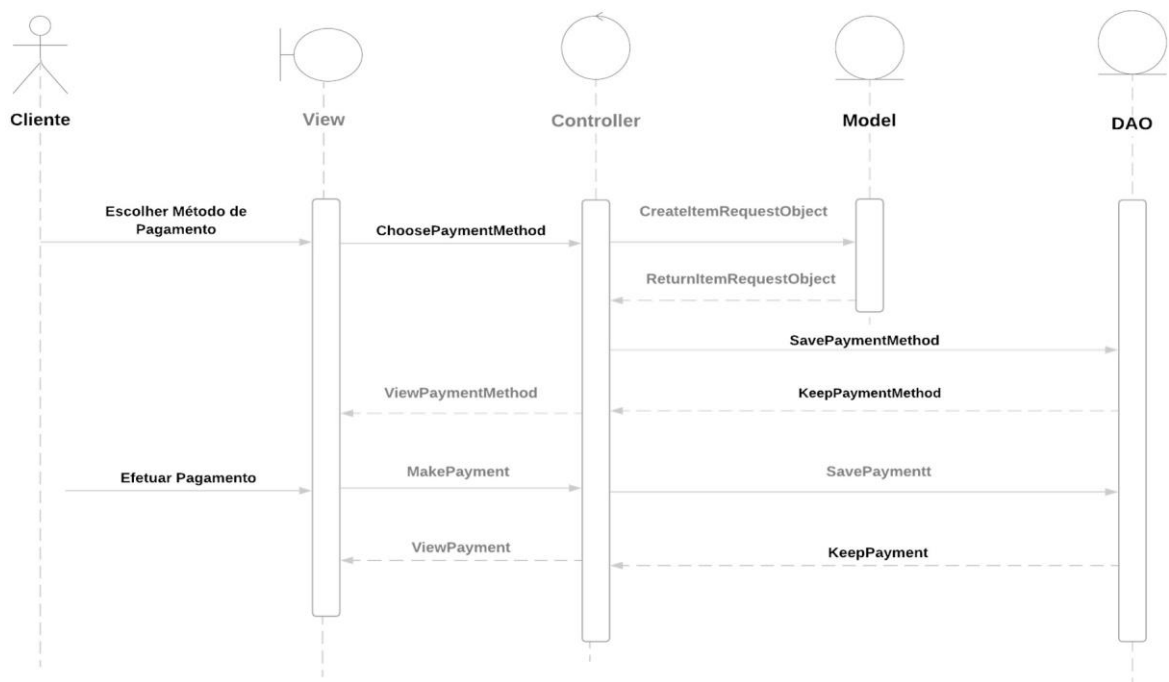 Cliente
View
Controller
Model
DAO
Escolher Método de
Pagamento
ChoosePaymentMethod
CreateItemRequestObject
ReturnItemRequestObject
SavePaymentMethod
ViewPaymentMethod
KeepPaymentMethod
Efetuar Pagamento
MakePayment
SavePaymentt
ViewPayment
KeepPayment